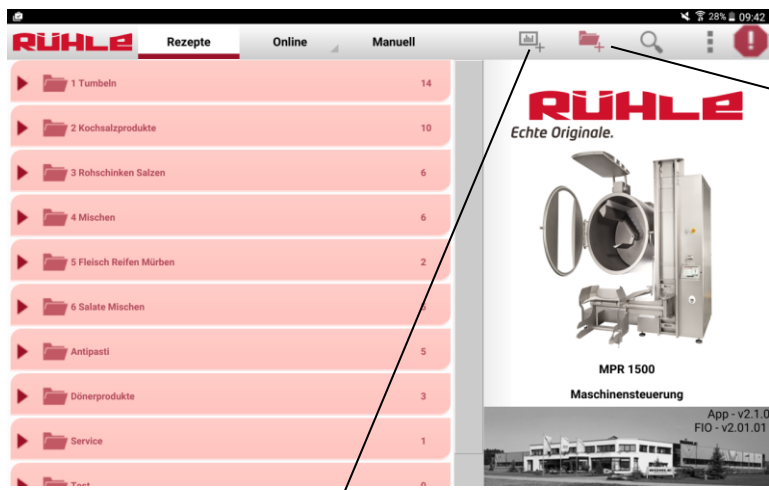 28% 09:42
RÜHLE Rezepte Online Manuell
1 Tumbeln 14
2 Kochsalzprodukte 10
3 Rohschinken Salzen 6
4 Mischen 6
5 Fleisch Reifen Mürben 2
6 Salate Mischen
Antipasti 5
Dönerprodukte 3
Service 1
Test 0
RÜHLE
Echte Originale.
MPR 1500
Maschinensteuerung
App - v2.1.0
FIO - v2.01.01